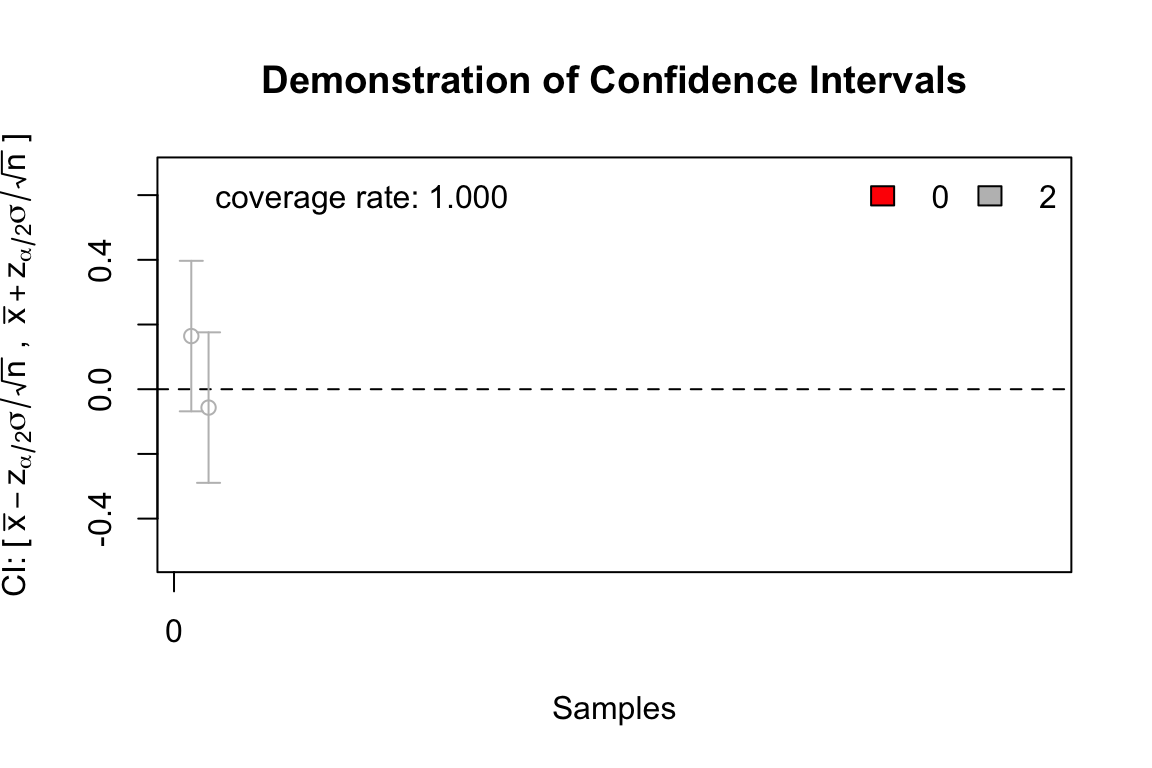 Demonstration of Confidence Intervals
coverage rate: 1.000
0
2
CI: [ x̅ − zα/2σ/√n , x̅ + zα/2σ/√n ]
0.4
0.0
-0.4
0
Samples